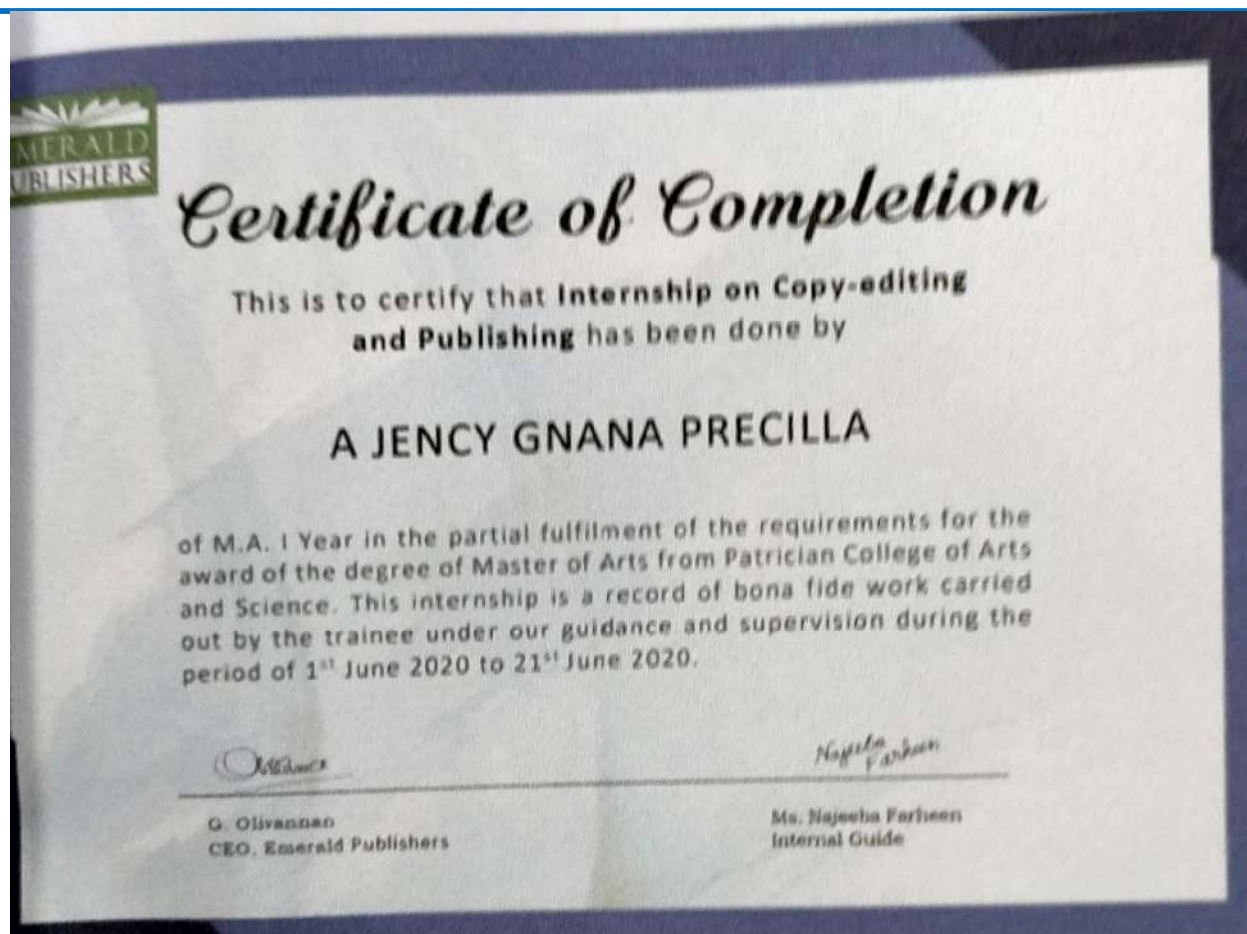 MERALD
UBLISHERS
Certificate of Completion
This is to certify that Internship on Copy-editing
and Publishing has been done by
A JENCY GNANA PRECILLA
of M.A. I Year in the partial fulfilment of the requirements for the
award of the degree of Master of Arts from Patrician College of Arts
and Science. This internship is a record of bona fide work carried
out by the trainee under our guidance and supervision during the
period of 1st June 2020 to 21st June 2020.
Najeeba
Farheen
G. Olivannan
CEO, Emerald Publishers
Ms. Najeeba Farheen
Internal Guide